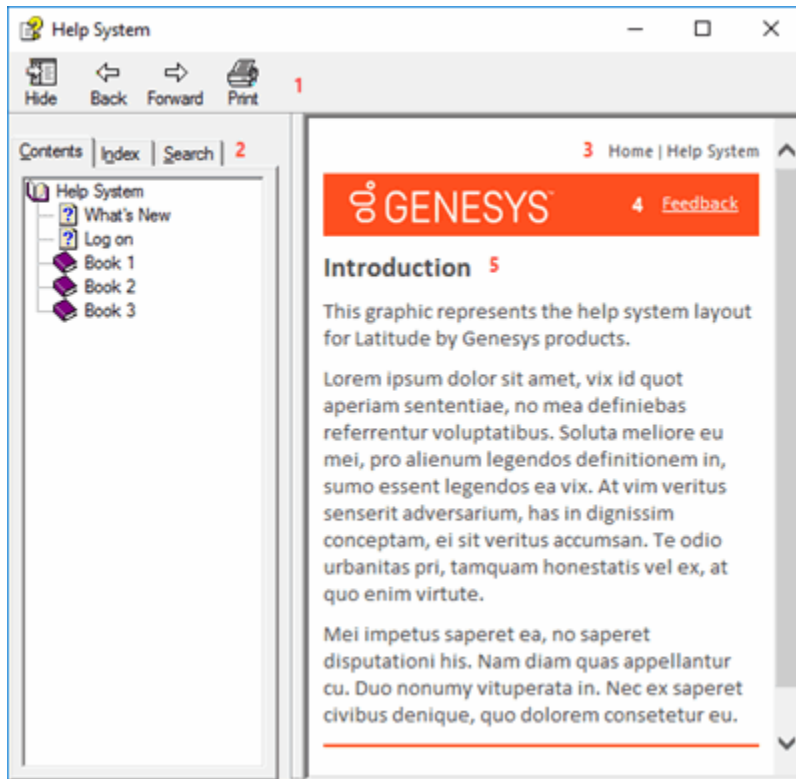 Help System
Hide Back Forward Print 1
Contents Index Search 2
Help System
What's New
Log on
Book 1
Book 2
Book 3
3 Home | Help System
GENESYS™ 4 Feedback
Introduction 5
This graphic represents the help system layout
for Latitude by Genesys products.
Lorem ipsum dolor sit amet, vix id quot
aperiam sententiae, no mea definiebas
referrentur voluptatibus. Soluta meliore eu
mei, pro alienum legendos definitionem in,
sumo essent legendos ea vix. At vim veritus
senserit adversarium, has in dignissim
conceptam, ei sit veritus accumsan. Te odio
urbanitas pri, tamquam honestatis vel ex, at
quo enim virtute.
Mei impetus saperet ea, no saperet
disputationi his. Nam diam quas appellantur
cu. Duo nonumy vituperata in. Nec ex saperet
civibus denique, quo dolorem consetetur eu.